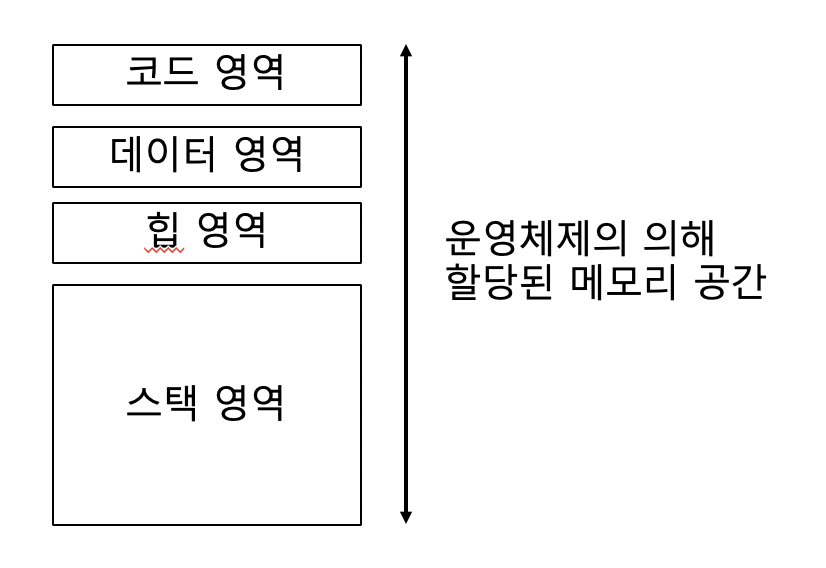 코드 영역
데이터 영역
힙 영역
스택 영역
운영체제의 의해
할당된 메모리 공간